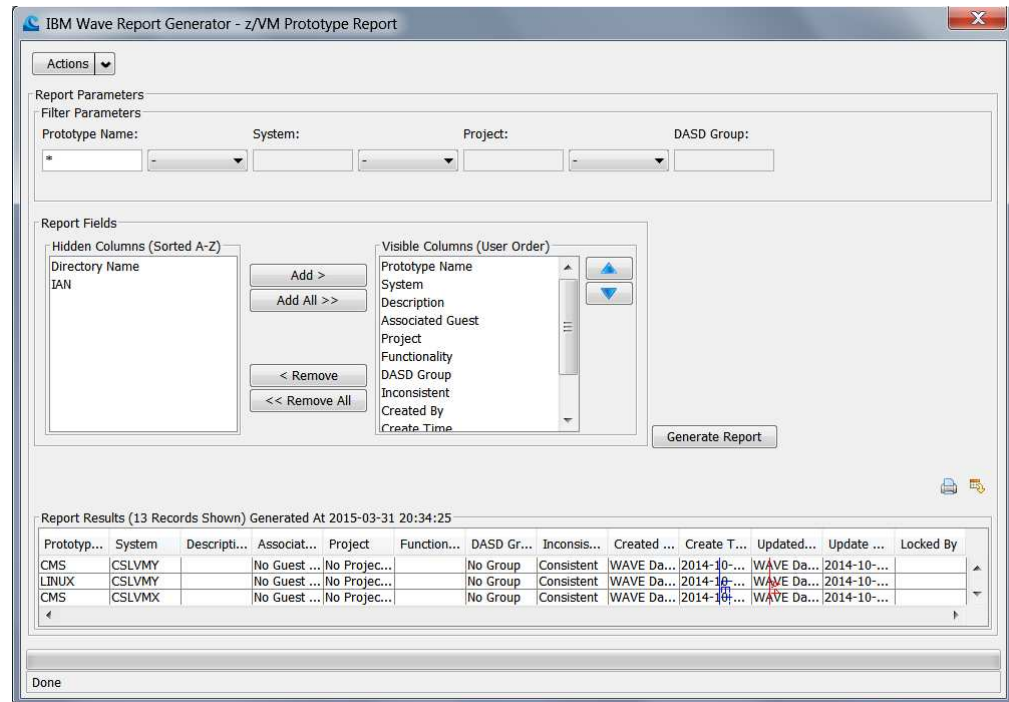 IBM Wave Report Generator - z/VM Prototype Report
Actions
Report Parameters
Filter Parameters
Prototype Name: System: Project: DASD Group:
* - - -
Report Fields
Hidden Columns (Sorted A-Z) Visible Columns (User Order)
Directory Name
IAN
Add >
Add All >>
< Remove
<< Remove All
Prototype Name
System
Description
Associated Guest
Project
Functionality
DASD Group
Inconsistent
Created By
Create Time
Generate Report
Report Results (13 Records Shown) Generated At 2015-03-31 20:34:25
Prototyp... System Descripti... Associat... Project Function... DASD Gr... Inconsis... Created ... Create T... Updated... Update ... Locked By
CMS CSLVMY No Guest ... No Projec... No Group Consistent WAVE Da... 2014-10-... WAVE Da... 2014-10-...
LINUX CSLVMY No Guest ... No Projec... No Group Consistent WAVE Da... 2014-10-... WAVE Da... 2014-10-...
CMS CSLVMX No Guest ... No Projec... No Group Consistent WAVE Da... 2014-10-... WAVE Da... 2014-10-...
Done